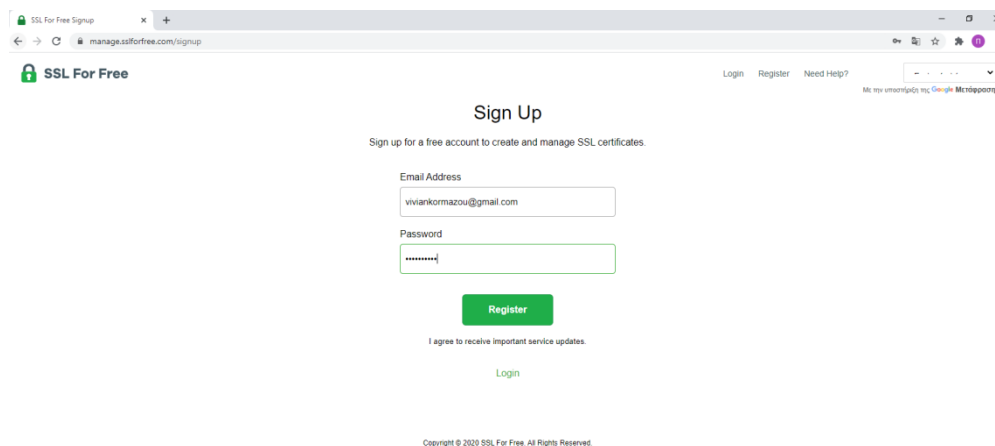 SSL For Free Signup
manage.sslforfree.com/signup
SSL For Free
Login Register Need Help?
Με την υποστήριξη της Google Μετάφραση
Sign Up
Sign up for a free account to create and manage SSL certificates.
Email Address
viviankormazou@gmail.com
Password
••••••••••
Register
I agree to receive important service updates.
Login
Copyright © 2020 SSL For Free. All Rights Reserved.